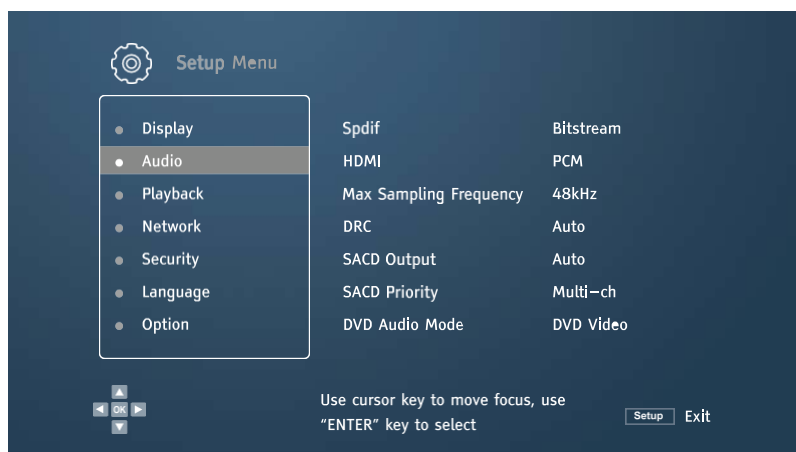 Setup Menu
Display
Audio
Playback
Network
Security
Language
Option
Spdif Bitstream
HDMI PCM
Max Sampling Frequency 48kHz
DRC Auto
SACD Output Auto
SACD Priority Multi-ch
DVD Audio Mode DVD Video
OK
Use cursor key to move focus, use
"ENTER" key to select
Setup Exit